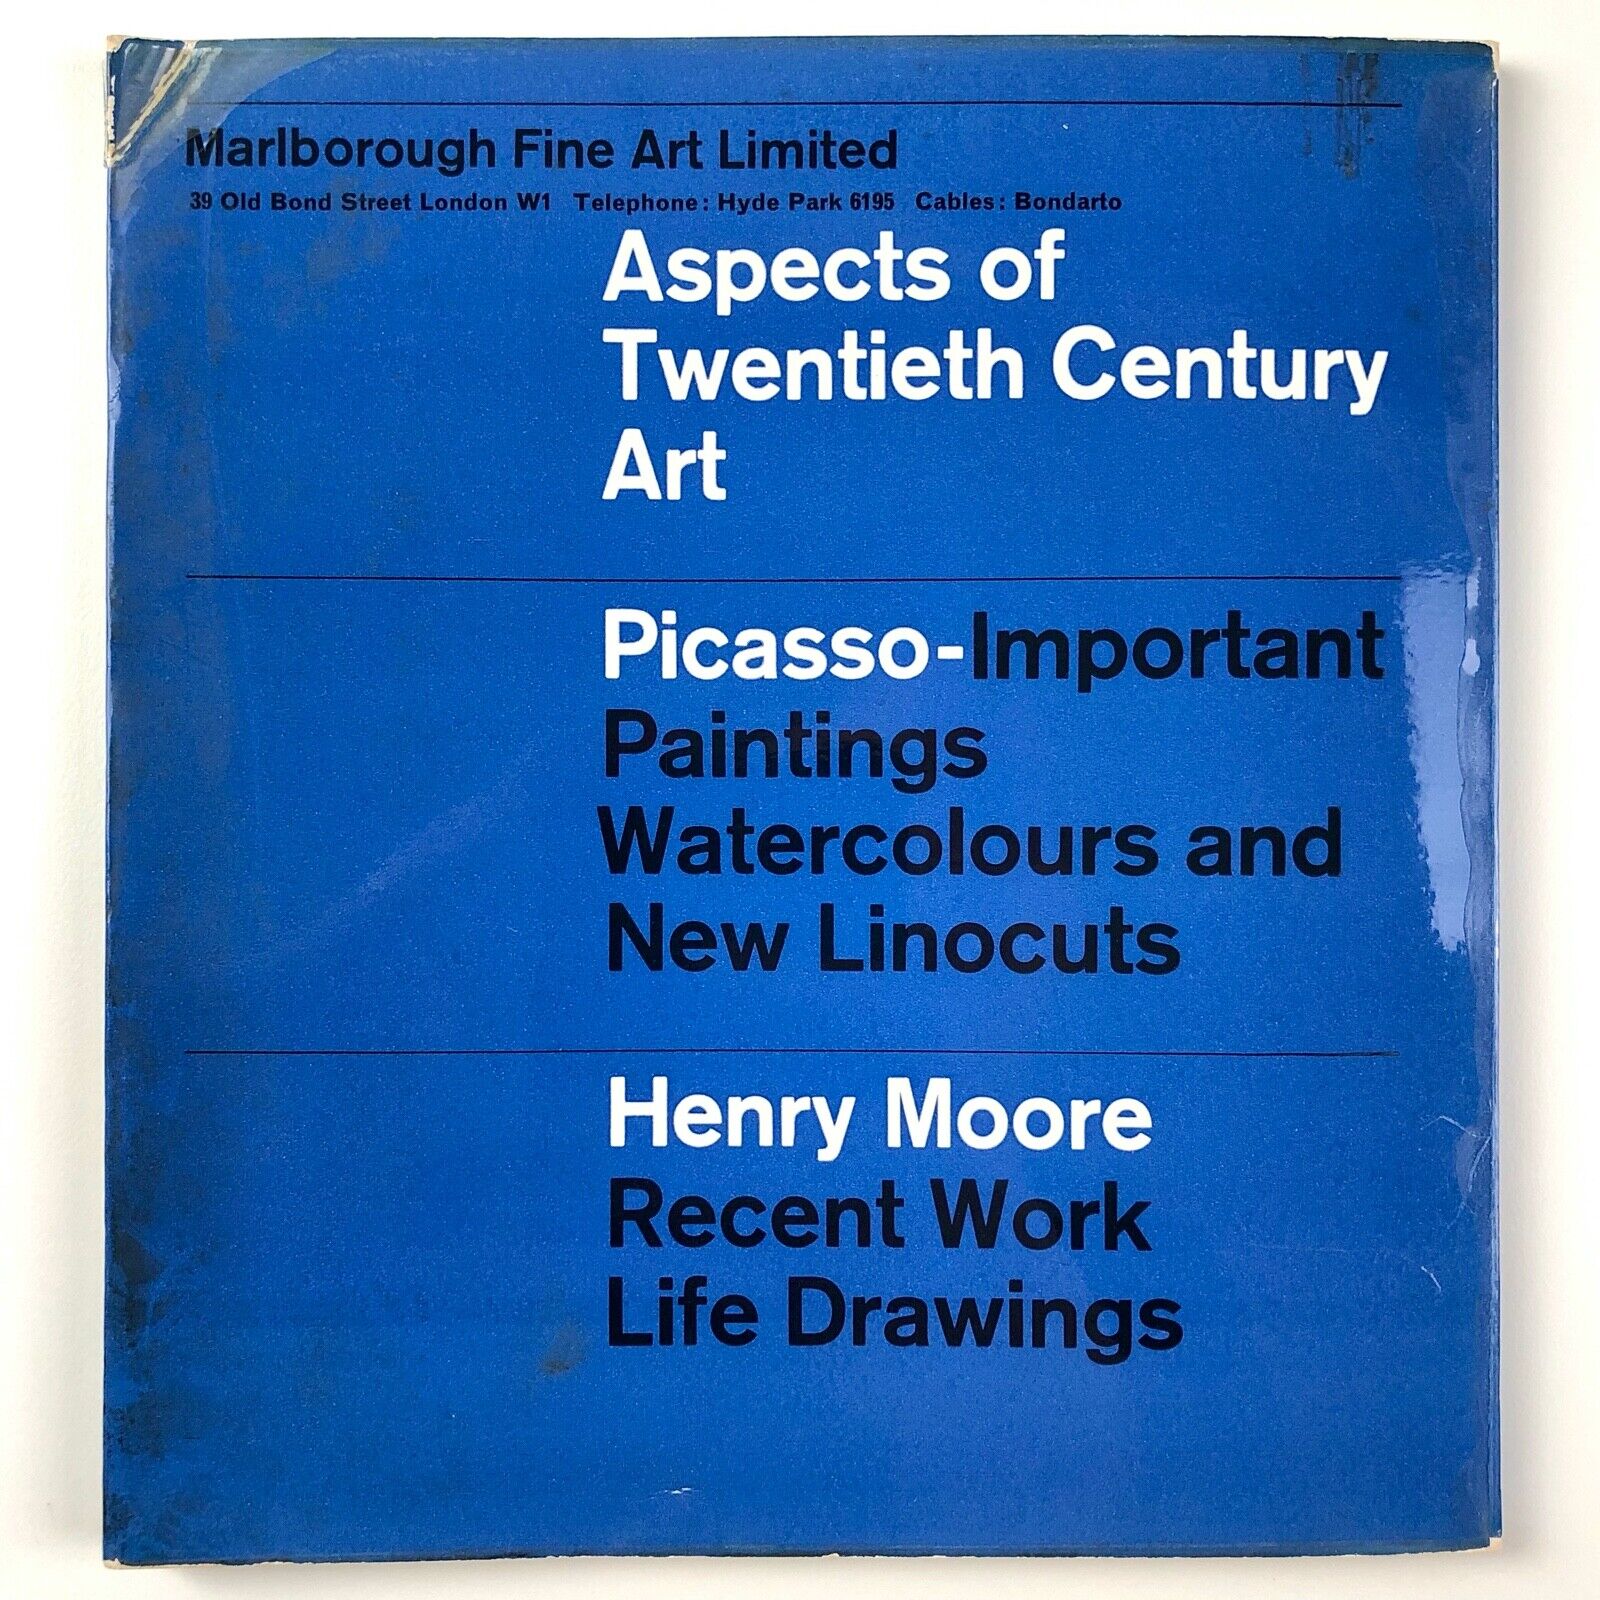 Marlborough Fine Art Limited
39 Old Bond Street London W1 Telephone: Hyde Park 6195 Cables: Bondarto
Aspects of
Twentieth Century
Art
Picasso-Important
Paintings
Watercolours and
New Linocuts
Henry Moore
Recent Work
Life Drawings